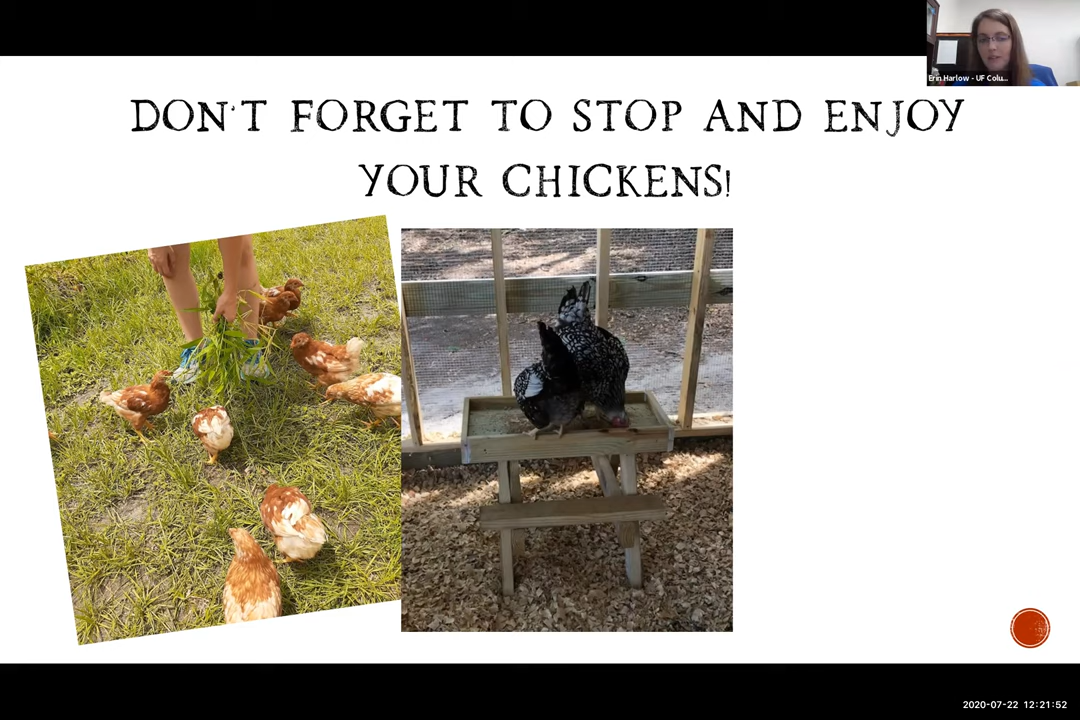 Erin Harlow - UF Colu...
DON'T FORGET TO STOP AND ENJOY
YOUR CHICKENS!
2020-07-22 12:21:52